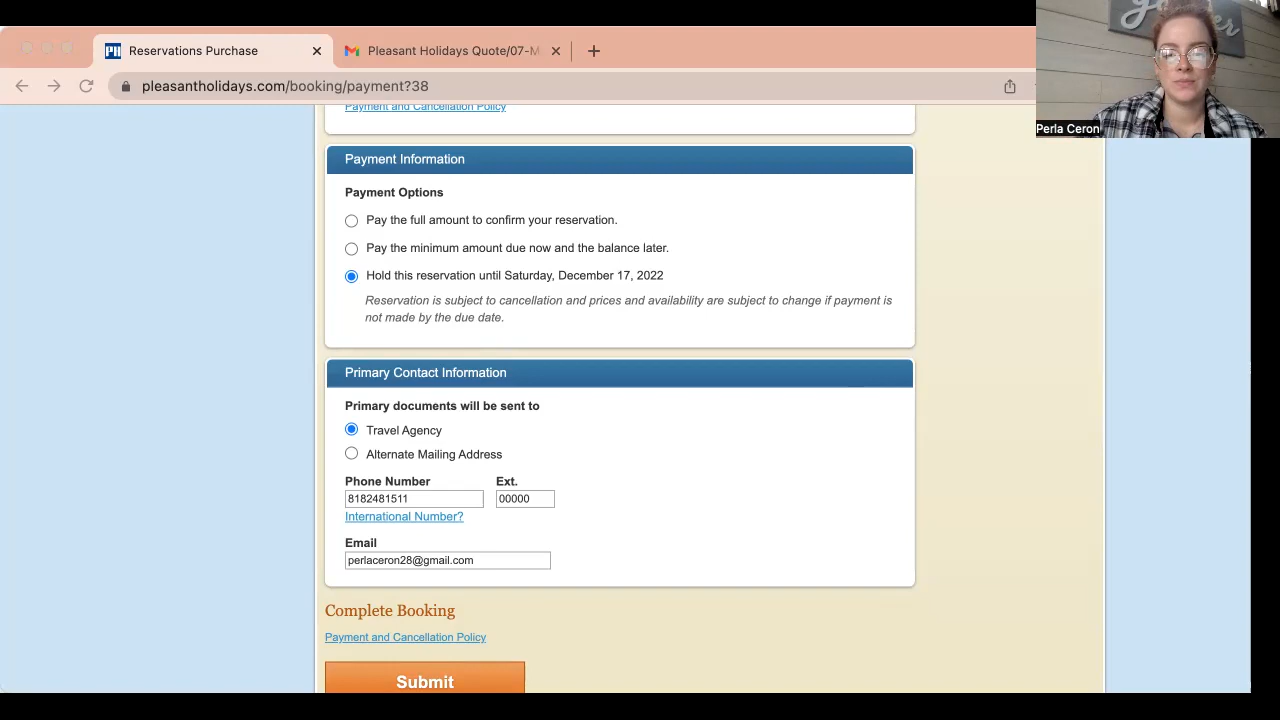 Reservations Purchase
Pleasant Holidays Quote/07-M
pleasantholidays.com/booking/payment?38
Perla Ceron
Payment and Cancellation Policy
Payment Information
Payment Options
Pay the full amount to confirm your reservation.
Pay the minimum amount due now and the balance later.
Hold this reservation until Saturday, December 17, 2022
Reservation is subject to cancellation and prices and availability are subject to change if payment is
not made by the due date.
Primary Contact Information
Primary documents will be sent to
Travel Agency
Alternate Mailing Address
Phone Number Ext.
8182481511 00000
International Number?
Email
perlaceron28@gmail.com
Complete Booking
Payment and Cancellation Policy
Submit